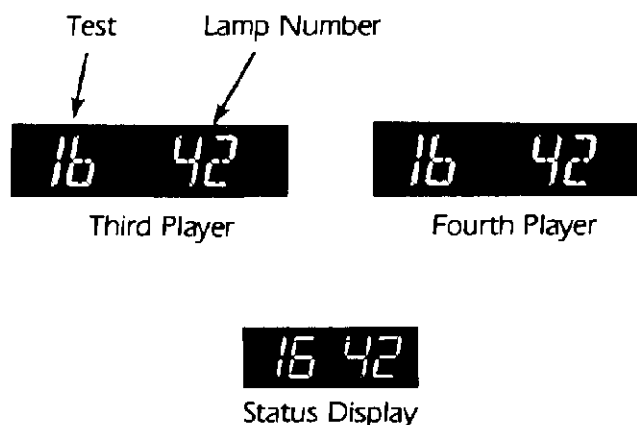 Test Lamp Number
16 42 16 42
Third Player Fourth Player
16 42
Status Display